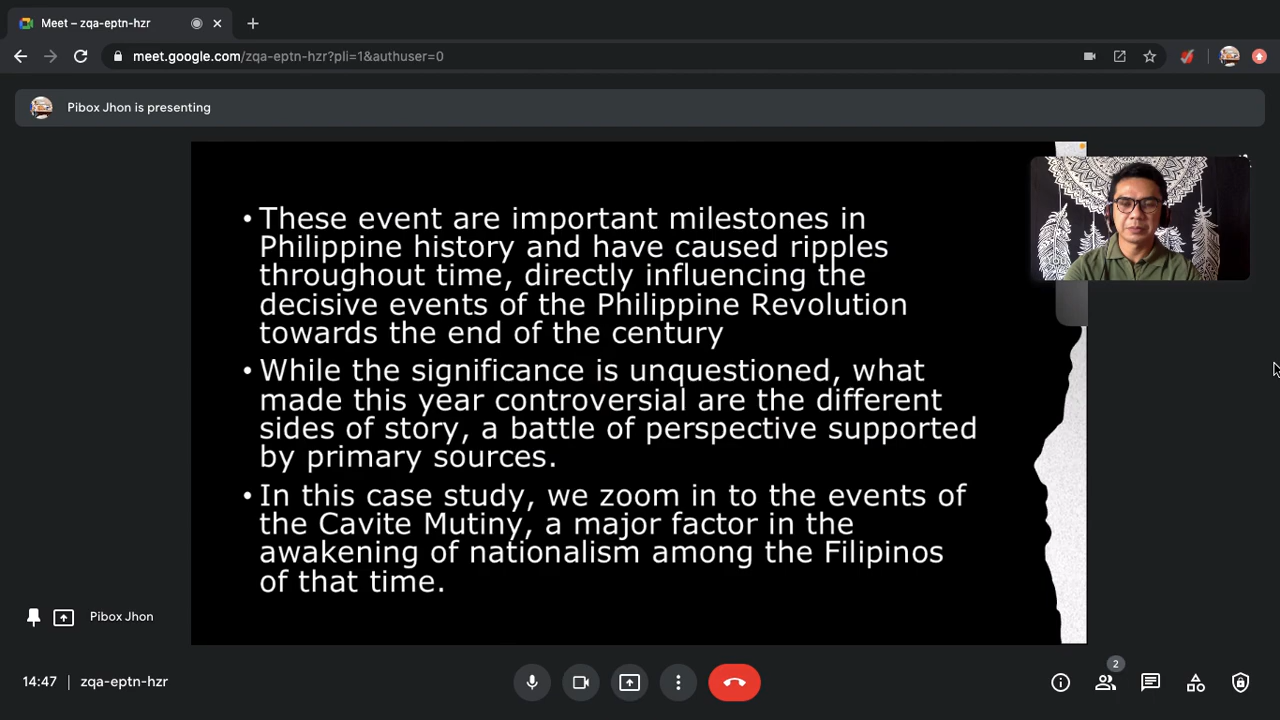 Meet – zqa-eptn-hzr
meet.google.com/zqa-eptn-hzr?pli=1&authuser=0
Pibox Jhon is presenting
• These event are important milestones in
Philippine history and have caused ripples
throughout time, directly influencing the
decisive events of the Philippine Revolution
towards the end of the century
• While the significance is unquestioned, what
made this year controversial are the different
sides of story, a battle of perspective supported
by primary sources.
• In this case study, we zoom in to the events of
the Cavite Mutiny, a major factor in the
awakening of nationalism among the Filipinos
of that time.
Pibox Jhon
14:47 | zqa-eptn-hzr
2